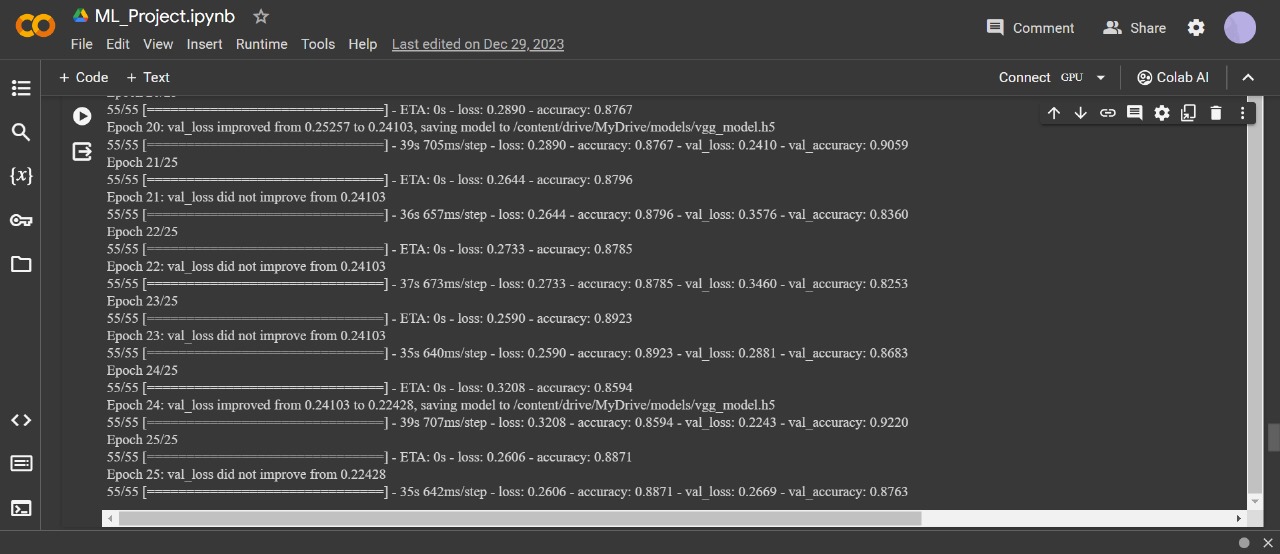 ML_Project.ipynb
File Edit View Insert Runtime Tools Help Last edited on Dec 29, 2023
Comment Share
+ Code + Text
Connect GPU Colab AI
55/55 [==============================] - ETA: 0s - loss: 0.2890 - accuracy: 0.8767
Epoch 20: val_loss improved from 0.25257 to 0.24103, saving model to /content/drive/MyDrive/models/vgg_model.h5
55/55 [==============================] - 39s 705ms/step - loss: 0.2890 - accuracy: 0.8767 - val_loss: 0.2410 - val_accuracy: 0.9059
Epoch 21/25
55/55 [==============================] - ETA: 0s - loss: 0.2644 - accuracy: 0.8796
Epoch 21: val_loss did not improve from 0.24103
55/55 [==============================] - 36s 657ms/step - loss: 0.2644 - accuracy: 0.8796 - val_loss: 0.3576 - val_accuracy: 0.8360
Epoch 22/25
55/55 [==============================] - ETA: 0s - loss: 0.2733 - accuracy: 0.8785
Epoch 22: val_loss did not improve from 0.24103
55/55 [==============================] - 37s 673ms/step - loss: 0.2733 - accuracy: 0.8785 - val_loss: 0.3460 - val_accuracy: 0.8253
Epoch 23/25
55/55 [==============================] - ETA: 0s - loss: 0.2590 - accuracy: 0.8923
Epoch 23: val_loss did not improve from 0.24103
55/55 [==============================] - 35s 640ms/step - loss: 0.2590 - accuracy: 0.8923 - val_loss: 0.2881 - val_accuracy: 0.8683
Epoch 24/25
55/55 [==============================] - ETA: 0s - loss: 0.3208 - accuracy: 0.8594
Epoch 24: val_loss improved from 0.24103 to 0.22428, saving model to /content/drive/MyDrive/models/vgg_model.h5
55/55 [==============================] - 39s 707ms/step - loss: 0.3208 - accuracy: 0.8594 - val_loss: 0.2243 - val_accuracy: 0.9220
Epoch 25/25
55/55 [==============================] - ETA: 0s - loss: 0.2606 - accuracy: 0.8871
Epoch 25: val_loss did not improve from 0.22428
55/55 [==============================] - 35s 642ms/step - loss: 0.2606 - accuracy: 0.8871 - val_loss: 0.2669 - val_accuracy: 0.8763